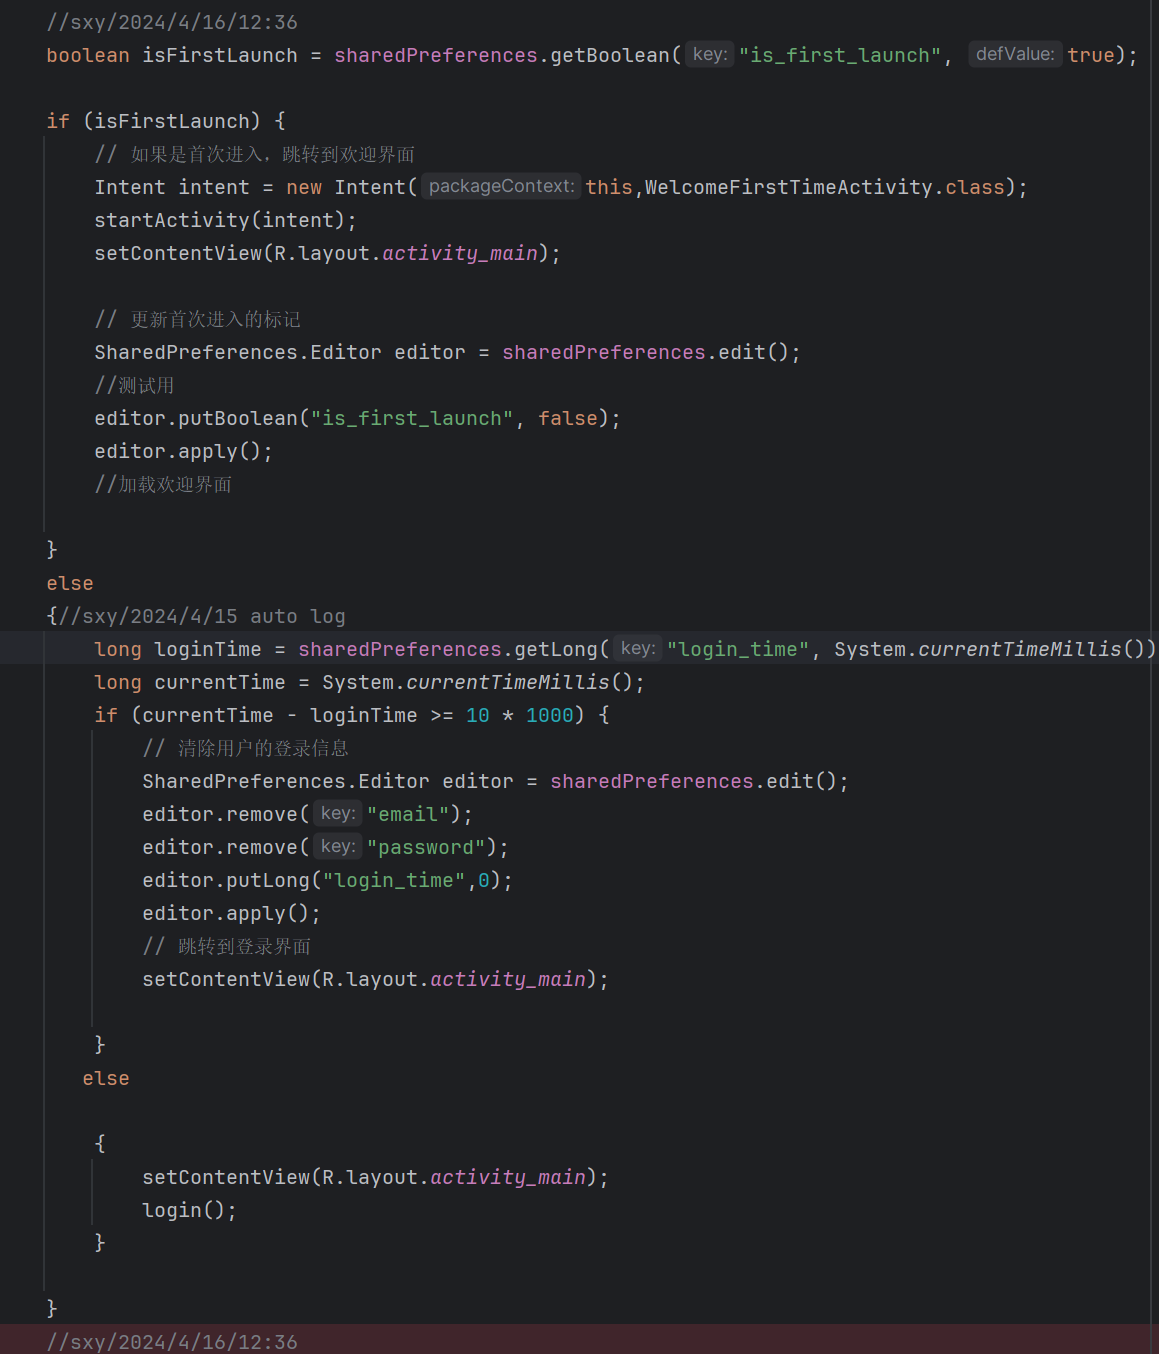 //sxy/2024/4/16/12:36
boolean isFirstLaunch = sharedPreferences.getBoolean( key: "is_first_launch", defValue: true);
if (isFirstLaunch) {
// 如果是首次进入，跳转到欢迎界面
Intent intent = new Intent( packageContext: this,WelcomeFirstTimeActivity.class);
startActivity(intent);
setContentView(R.layout.activity_main);
// 更新首次进入的标记
SharedPreferences.Editor editor = sharedPreferences.edit();
//测试用
editor.putBoolean("is_first_launch", false);
editor.apply();
//加载欢迎界面
}
else
{//sxy/2024/4/15 auto log
long loginTime = sharedPreferences.getLong( key: "login_time", System.currentTimeMillis())
long currentTime = System.currentTimeMillis();
if (currentTime - loginTime >= 10 * 1000) {
// 清除用户的登录信息
SharedPreferences.Editor editor = sharedPreferences.edit();
editor.remove( key: "email");
editor.remove( key: "password");
editor.putLong("login_time",0);
editor.apply();
// 跳转到登录界面
setContentView(R.layout.activity_main);
}
else
{
setContentView(R.layout.activity_main);
login();
}
}
//sxy/2024/4/16/12:36